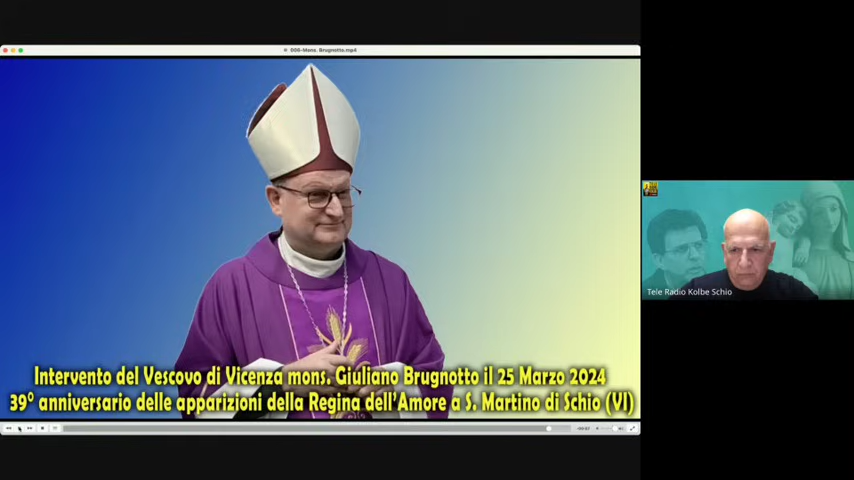 006-Mons. Brugnotto.mp4
Intervento del Vescovo di Vicenza mons. Giuliano Brugnotto il 25 Marzo 2024
39° anniversario delle apparizioni della Regina dell'Amore a S. Martino di Schio (VI)
Tele Radio Kolbe Schio